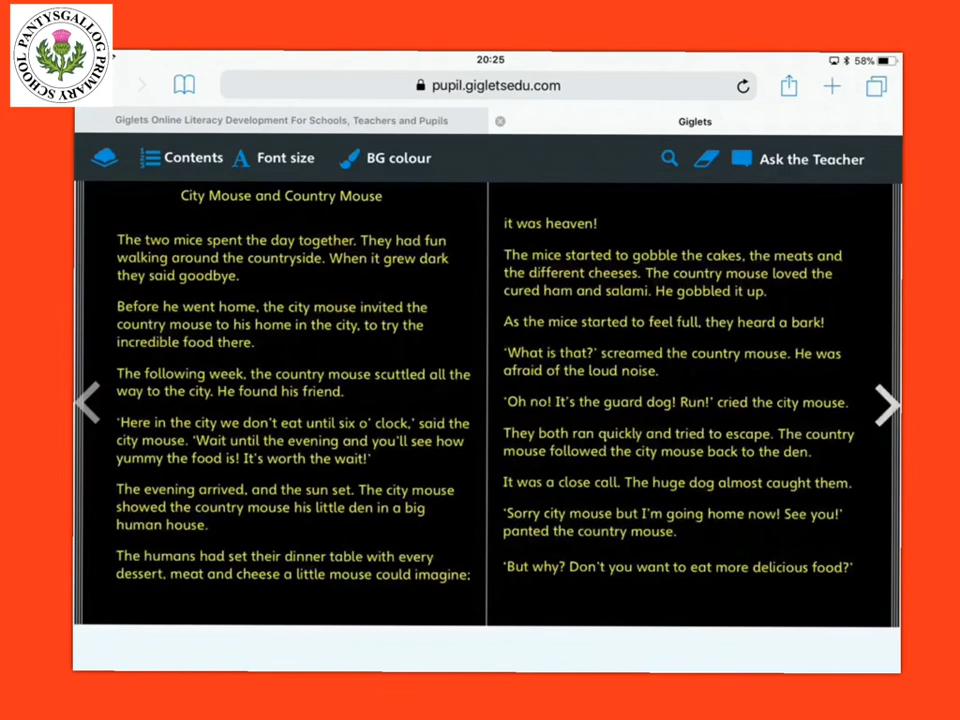 PANTYSGALLOG PRIMARY SCHOOL
20:25
58%
pupil.gigletsedu.com
Giglets Online Literacy Development For Schools, Teachers and Pupils
Giglets
Contents
Font size
BG colour
Ask the Teacher
City Mouse and Country Mouse
The two mice spent the day together. They had fun
walking around the countryside. When it grew dark
they said goodbye.
Before he went home, the city mouse invited the
country mouse to his home in the city, to try the
incredible food there.
The following week, the country mouse scuttled all the
way to the city. He found his friend.
‘Here in the city we don’t eat until six o’ clock,’ said the
city mouse. ‘Wait until the evening and you’ll see how
yummy the food is! It’s worth the wait!’
The evening arrived, and the sun set. The city mouse
showed the country mouse his little den in a big
human house.
The humans had set their dinner table with every
dessert, meat and cheese a little mouse could imagine;
it was heaven!
The mice started to gobble the cakes, the meats and
the different cheeses. The country mouse loved the
cured ham and salami. He gobbled it up.
As the mice started to feel full, they heard a bark!
‘What is that?’ screamed the country mouse. He was
afraid of the loud noise.
‘Oh no! It’s the guard dog! Run!’ cried the city mouse.
They both ran quickly and tried to escape. The country
mouse followed the city mouse back to the den.
It was a close call. The huge dog almost caught them.
‘Sorry city mouse but I’m going home now! See you!’
panted the country mouse.
‘But why? Don’t you want to eat more delicious food?’